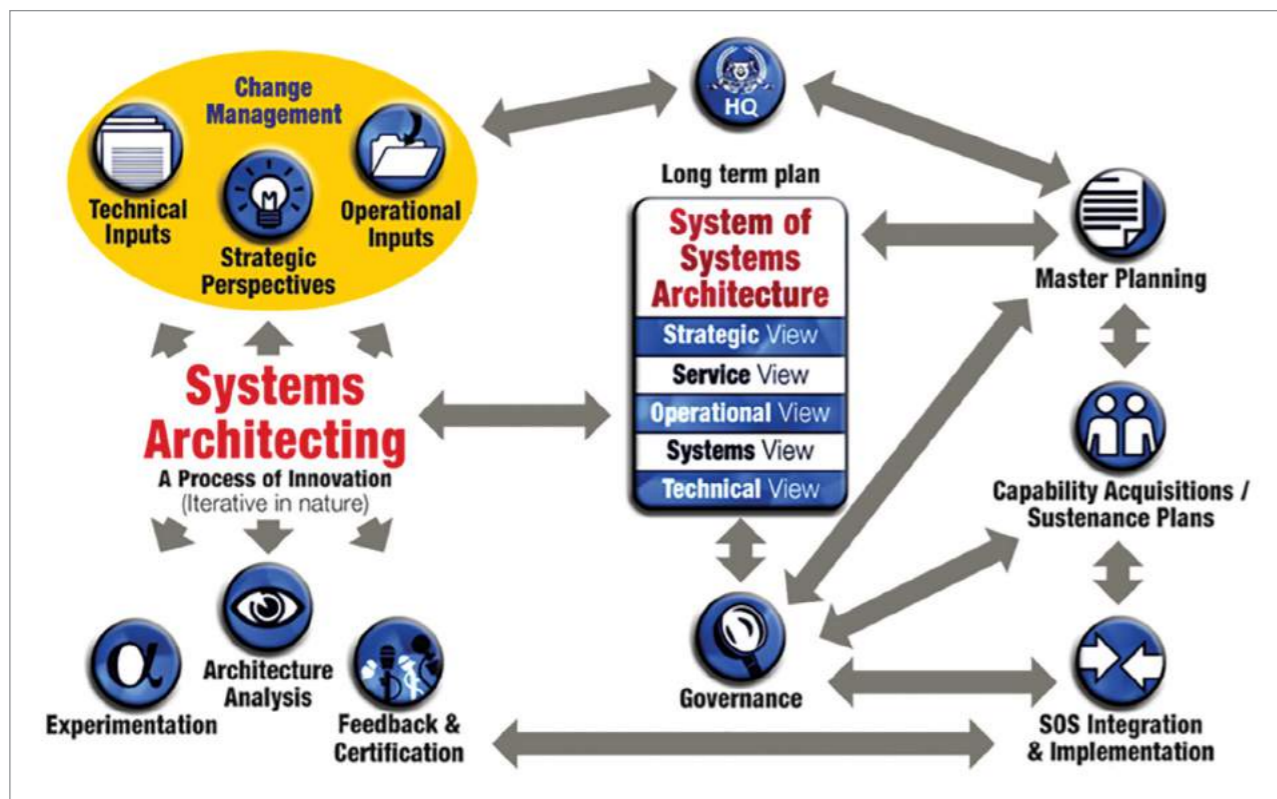 Change
Management
Technical
Inputs
Strategic
Perspectives
Operational
Inputs
HQ
Long term plan
System of
Systems
Architecture
Strategic View
Service View
Operational View
Systems View
Technical View
Master Planning
Systems
Architecting
A Process of Innovation
(Iterative in nature)
Capability Acquisitions /
Sustenance Plans
α
Experimentation
Architecture
Analysis
Feedback &
Certification
Governance
SOS Integration
& Implementation